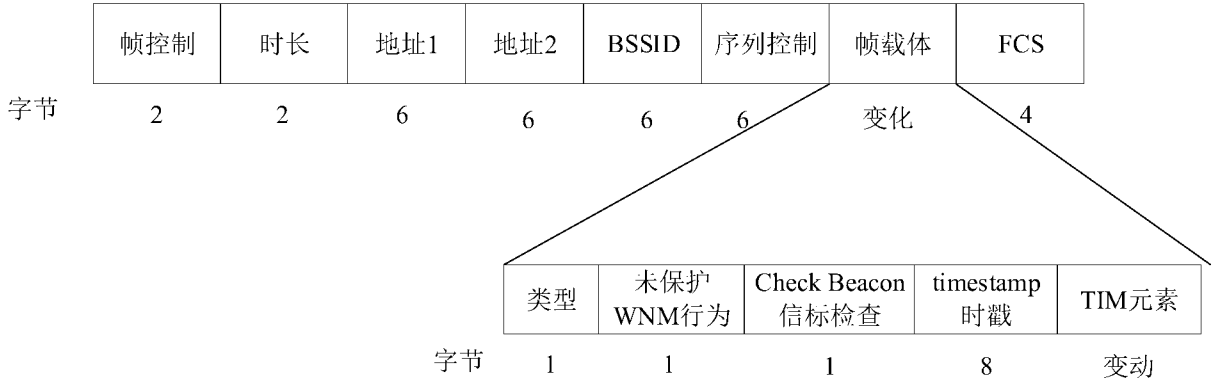 帧控制 时长 地址1 地址2 BSSID 序列控制 帧载体 FCS
字节 2 2 6 6 6 6 变化 4
类型 未保护 WNM行为 Check Beacon 信标检查 timestamp 时戳 TIM元素
字节 1 1 1 8 变动